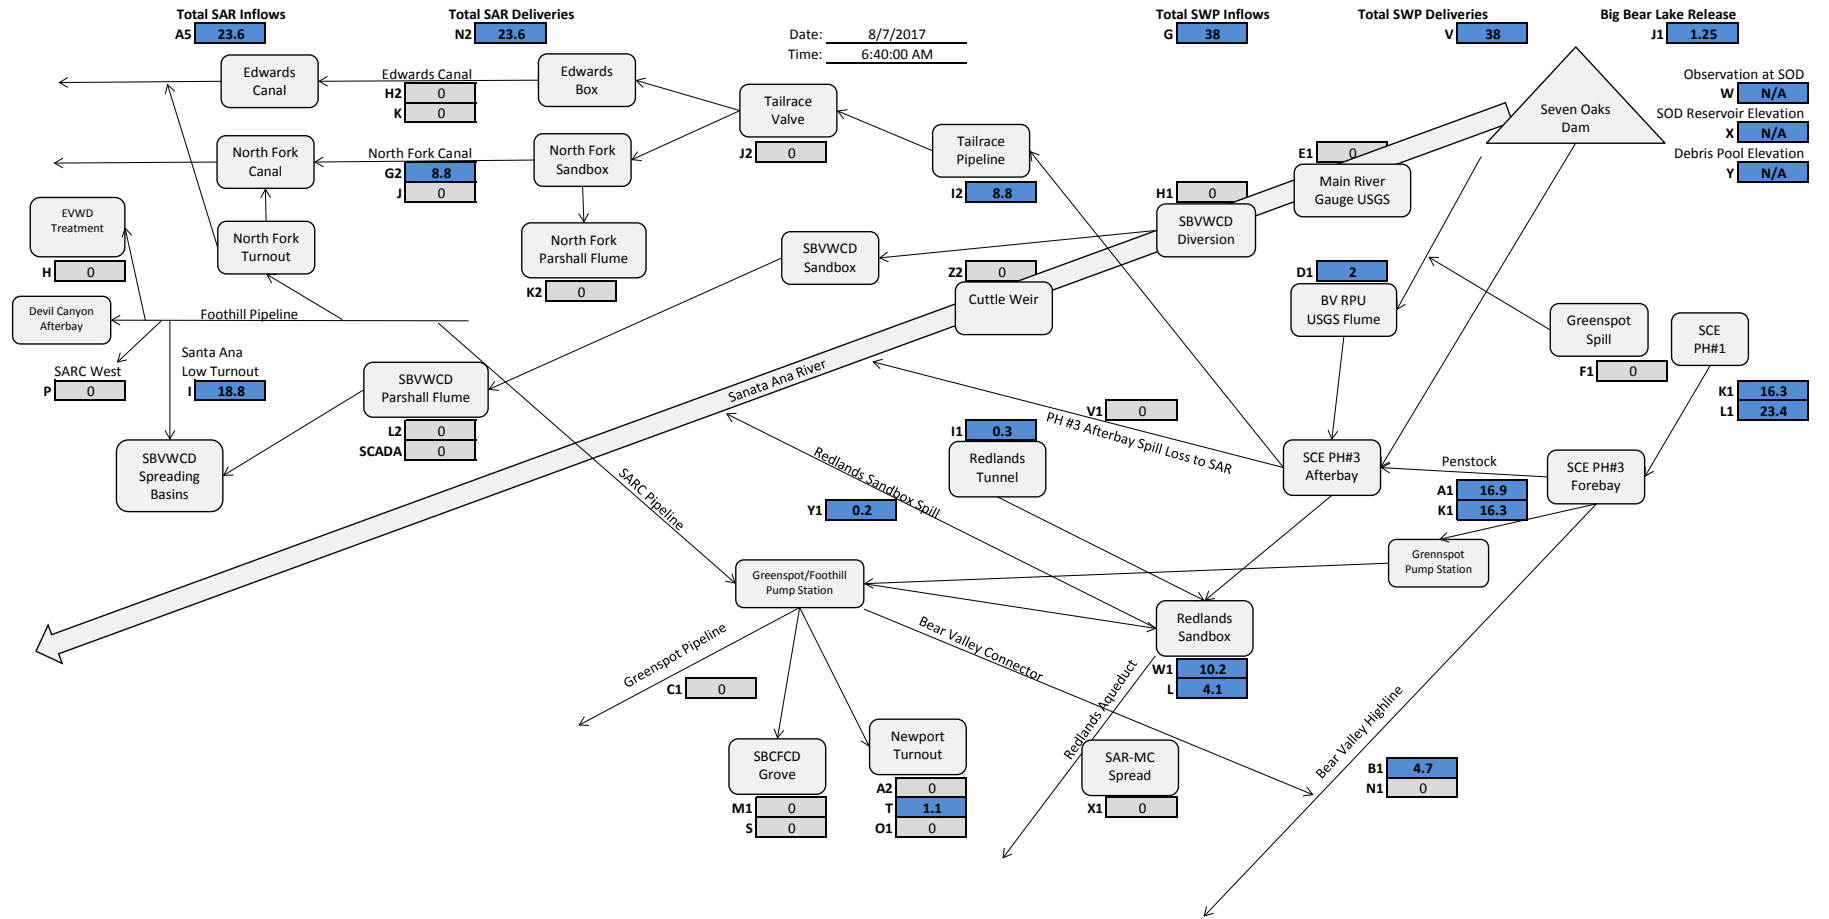 Total SAR Inflows
A5 23.6
Total SAR Deliveries
N2 23.6
Date: 8/7/2017
Time: 6:40:00 AM
Total SWP Inflows
G 38
Total SWP Deliveries
V 38
Big Bear Lake Release
J1 1.25
Edwards
Canal
Edwards Canal
H2 0
K 0
Edwards
Box
Tailrace
Valve
J2 0
Tailrace
Pipeline
I2 8.8
Seven Oaks
Dam
Observation at SOD
W N/A
SOD Reservoir Elevation
X N/A
Debris Pool Elevation
Y N/A
North Fork
Canal
North Fork Canal
G2 8.8
J 0
North Fork
Sandbox
E1 0
Main River
Gauge USGS
H1 0
SBVWCD
Diversion
EVWD
Treatment
H 0
North Fork
Turnout
North Fork
Parshall Flume
K2 0
SBVWCD
Sandbox
Z2 0
Cuttle Weir
D1 2
BV RPU
USGS Flume
Greenspot
Spill
F1 0
SCE
PH#1
K1 16.3
L1 23.4
Devil Canyon
Afterbay
Foothill Pipeline
SARC West
P 0
Santa Ana
Low Turnout
I 18.8
SBVWCD
Parshall Flume
L2 0
SCADA 0
Sanata Ana River
V1 0
PH #3 Afterbay Spill Loss to SAR
I1 0.3
Redlands
Tunnel
SCE PH#3
Afterbay
Penstock
A1 16.9
K1 16.3
SCE PH#3
Forebay
SBVWCD
Spreading
Basins
SARC Pipeline
Redlands Sandbox Spill
Y1 0.2
Grennspot
Pump Station
Greenspot/Foothill
Pump Station
Redlands
Sandbox
W1 10.2
L 4.1
Greenspot Pipeline
C1 0
Bear Valley Connector
Redlands Aqueduct
Bear Valley Highline
SBCFCD
Grove
M1 0
S 0
Newport
Turnout
A2 0
T 1.1
O1 0
SAR-MC
Spread
X1 0
B1 4.7
N1 0